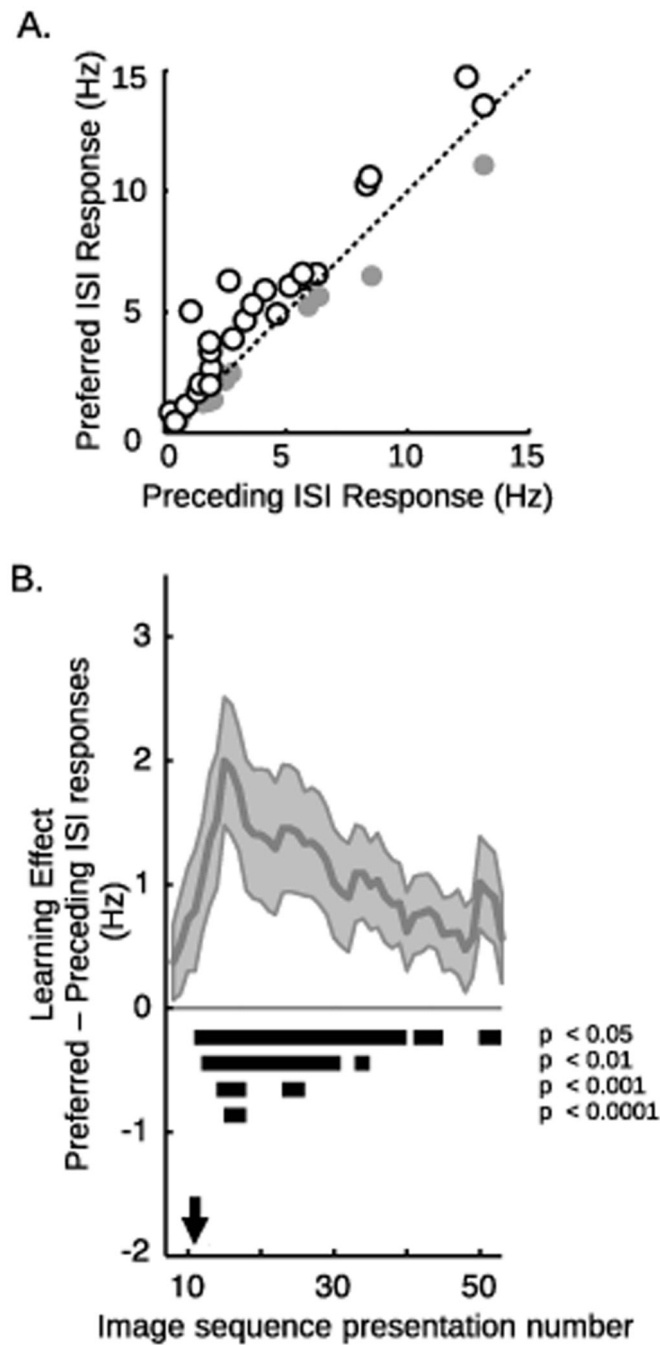 A.
Preferred ISI Response (Hz)
15
10
5
0
0 5 10 15
Preceding ISI Response (Hz)
B.
Learning Effect
Preferred – Preceding ISI responses
(Hz)
3
2
1
0
-1
-2
p < 0.05
p < 0.01
p < 0.001
p < 0.0001
10 30 50
Image sequence presentation number